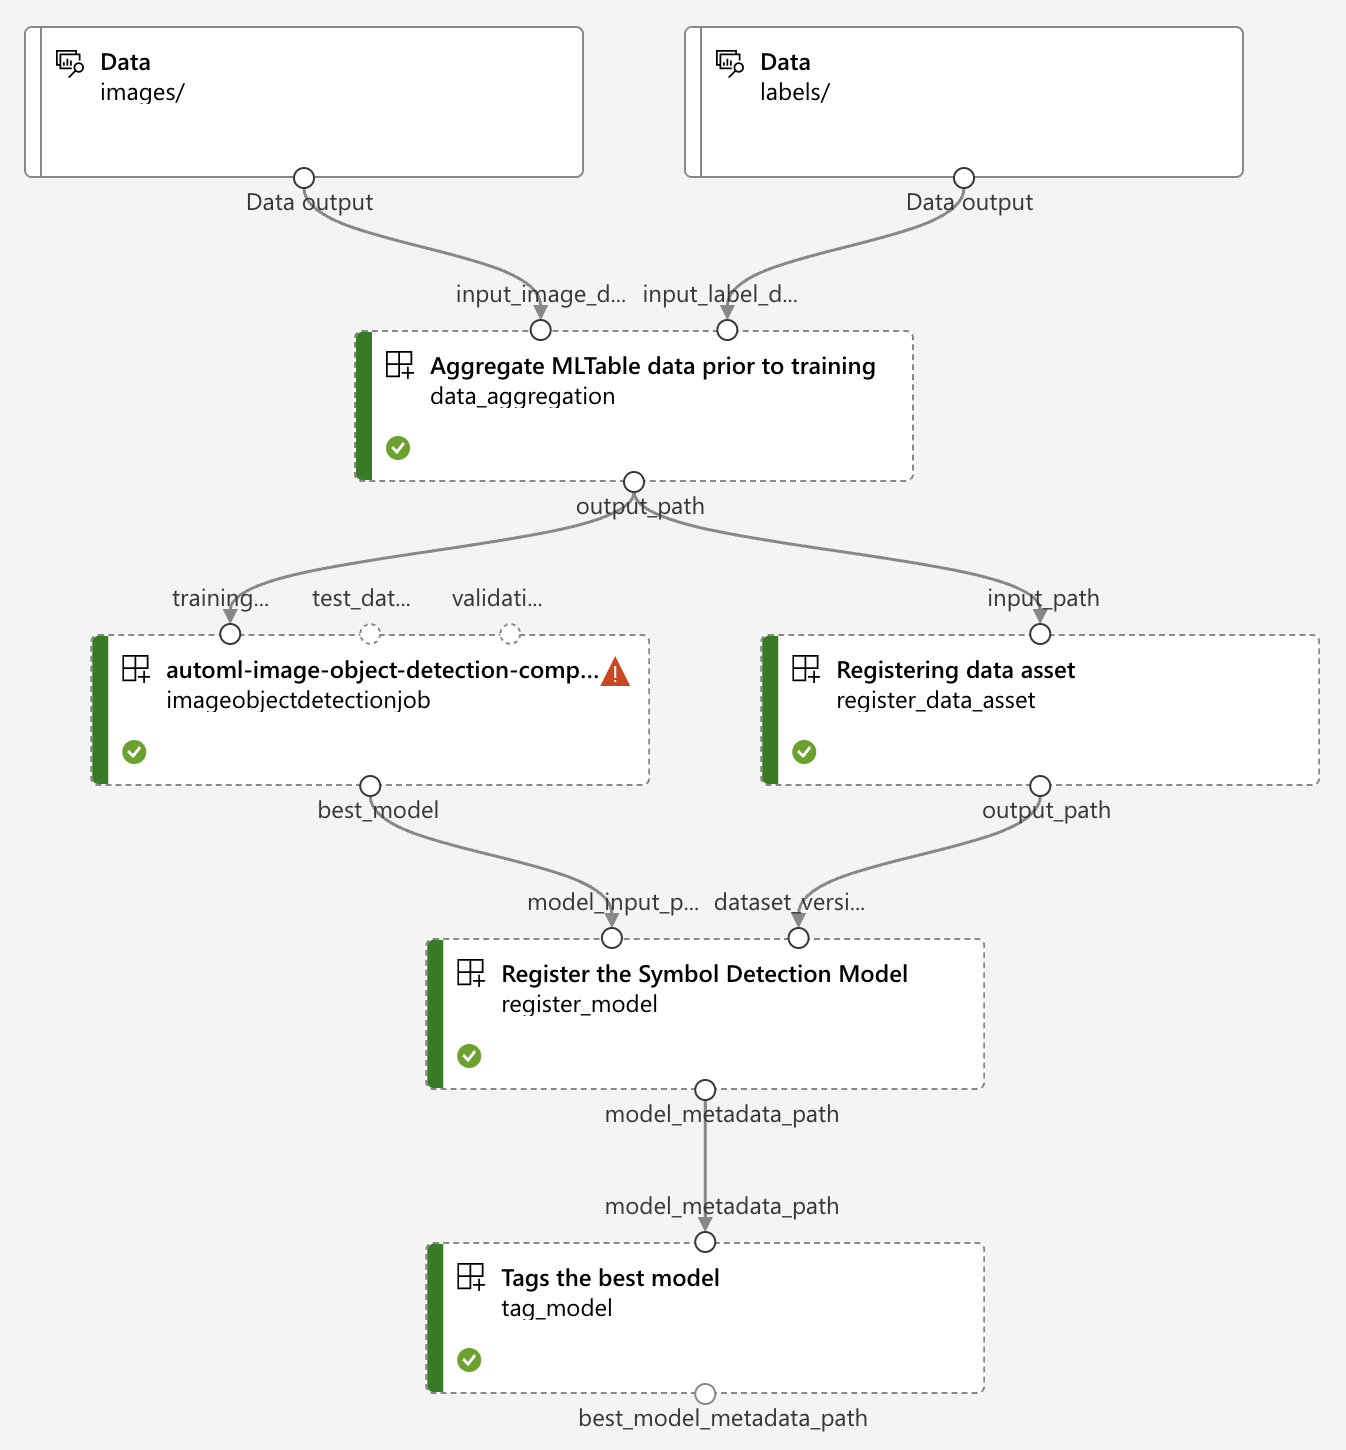 Data
images/
Data
labels/
Data output
Data output
input_image_d...
input_label_d...
Aggregate MLTable data prior to training
data_aggregation
output_path
training...
test_dat...
validati...
input_path
automl-image-object-detection-comp...
imageobjectdetectionjob
Registering data asset
register_data_asset
best_model
output_path
model_input_p...
dataset_versi...
Register the Symbol Detection Model
register_model
model_metadata_path
model_metadata_path
Tags the best model
tag_model
best_model_metadata_path